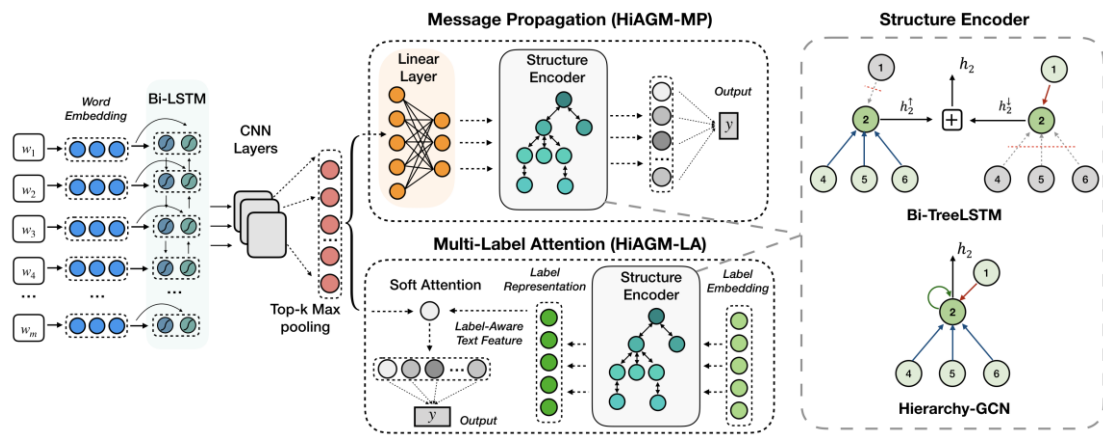 Message Propagation (HiAGM-MP)
Structure Encoder
Linear
Layer
Structure
Encoder
Output
y
Word
Embedding
Bi-LSTM
CNN
Layers
w1
w2
w3
w4
...
wm
...
...
...
Top-k Max
pooling
Multi-Label Attention (HiAGM-LA)
Soft Attention
Label
Representation
Structure
Encoder
Label
Embedding
Label-Aware
Text Feature
...
y
Output
1
h2
1
2
h2↑
+
h2↓
2
4
5
6
4
5
6
Bi-TreeLSTM
h2
1
2
4
5
6
Hierarchy-GCN